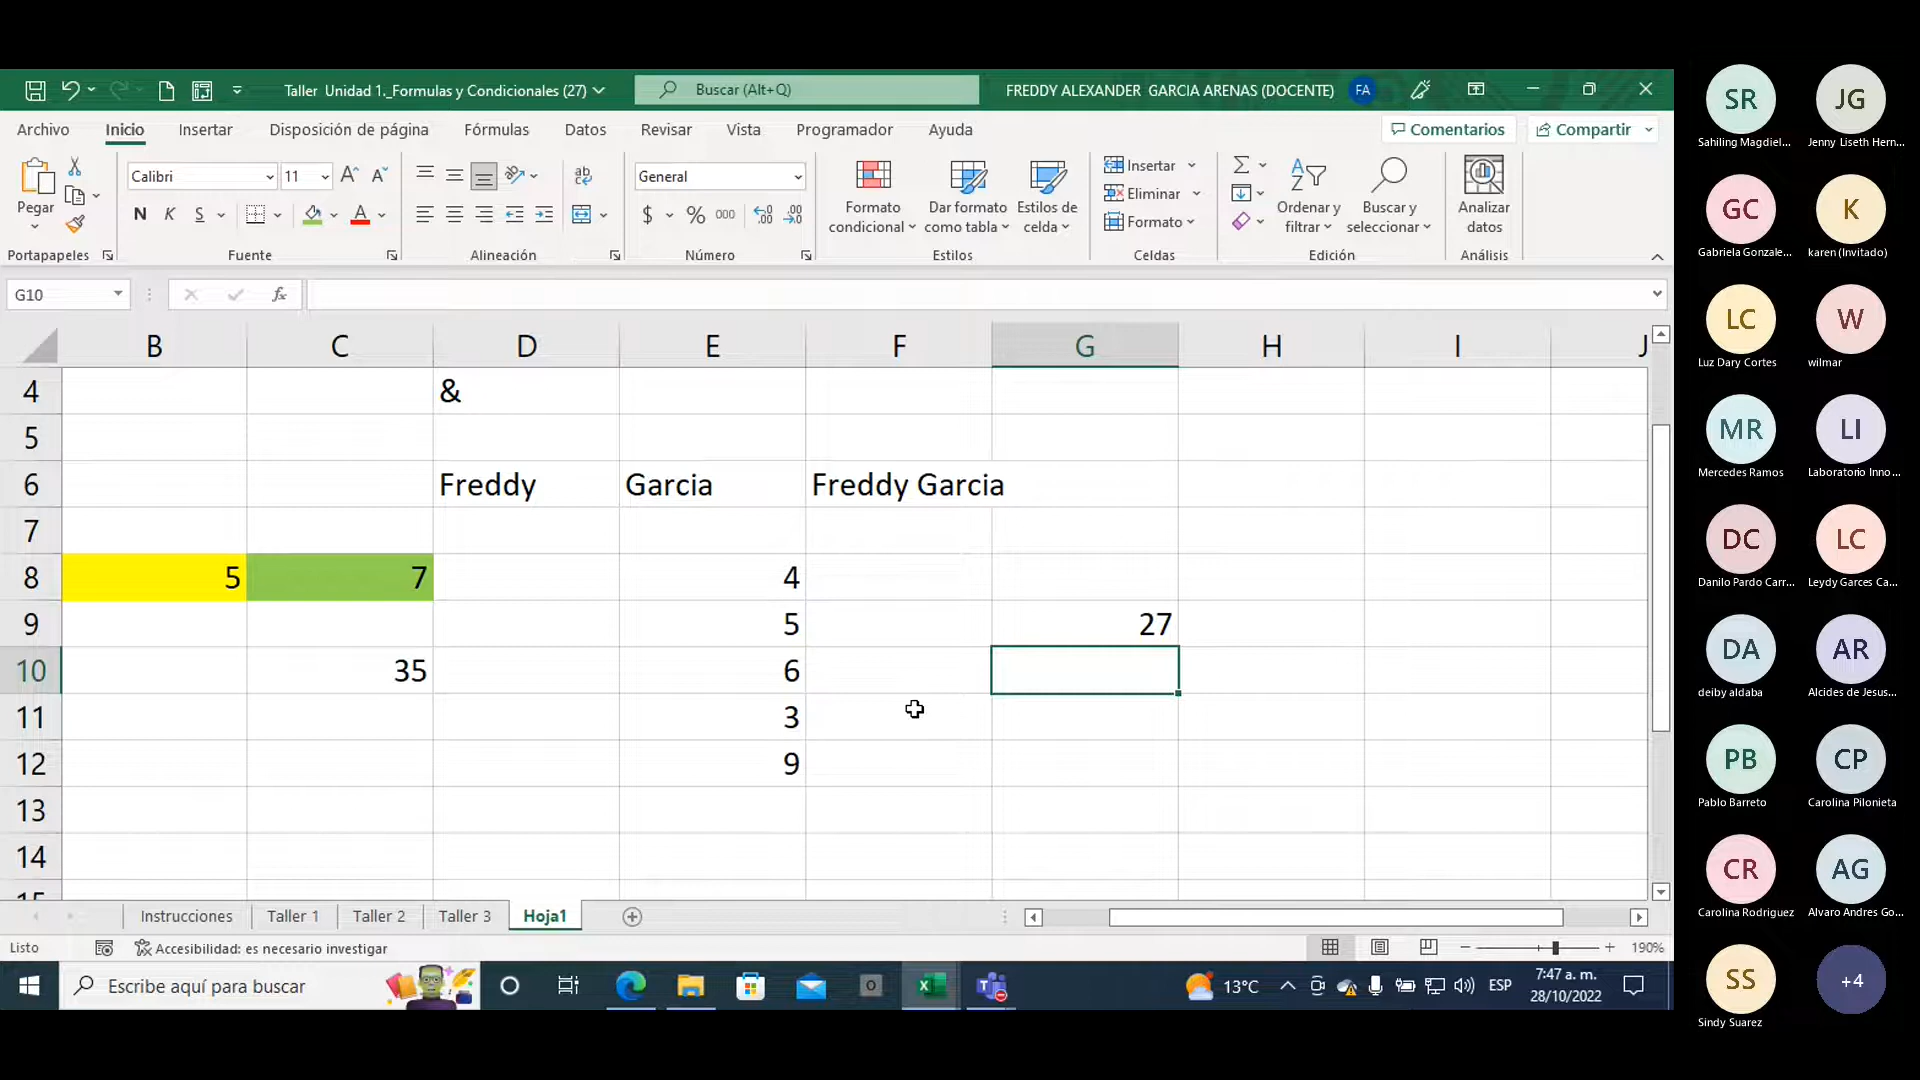 Taller Unidad 1._Formulas y Condicionales (27)
Buscar (Alt+Q)
FREDDY ALEXANDER GARCIA ARENAS (DOCENTE)
FA
Archivo Inicio Insertar Disposición de página Fórmulas Datos Revisar Vista Programador Ayuda
Comentarios Compartir
Pegar
Calibri 11
General
N K S
$ % 000
Formato condicional
Dar formato como tabla
Estilos de celda
Insertar
Eliminar
Formato
Ordenar y filtrar
Buscar y seleccionar
Analizar datos
Portapapeles Fuente Alineación Número Estilos Celdas Edición Análisis
G10 fx
B C D E F G H I J
4 &
5
6 Freddy Garcia Freddy Garcia
7
8 5 7 4
9 5 27
10 35 6
11 3
12 9
13
14
15
Instrucciones Taller 1 Taller 2 Taller 3 Hoja1
Listo Accesibilidad: es necesario investigar 190%
Escribe aquí para buscar
13°C ESP
7:47 a. m.
28/10/2022
SR JG
Sahiling Magdiel... Jenny Liseth Hern...
GC K
Gabriela Gonzale... karen (Invitado)
LC W
Luz Dary Cortes wilmar
MR LI
Mercedes Ramos Laboratorio Inno...
DC LC
Danilo Pardo Carr... Leydy Garces Ca...
DA AR
deiby aldaba Alcides de Jesus...
PB CP
Pablo Barreto Carolina Pilonieta
CR AG
Carolina Rodriguez Alvaro Andres Go...
SS +4
Sindy Suarez